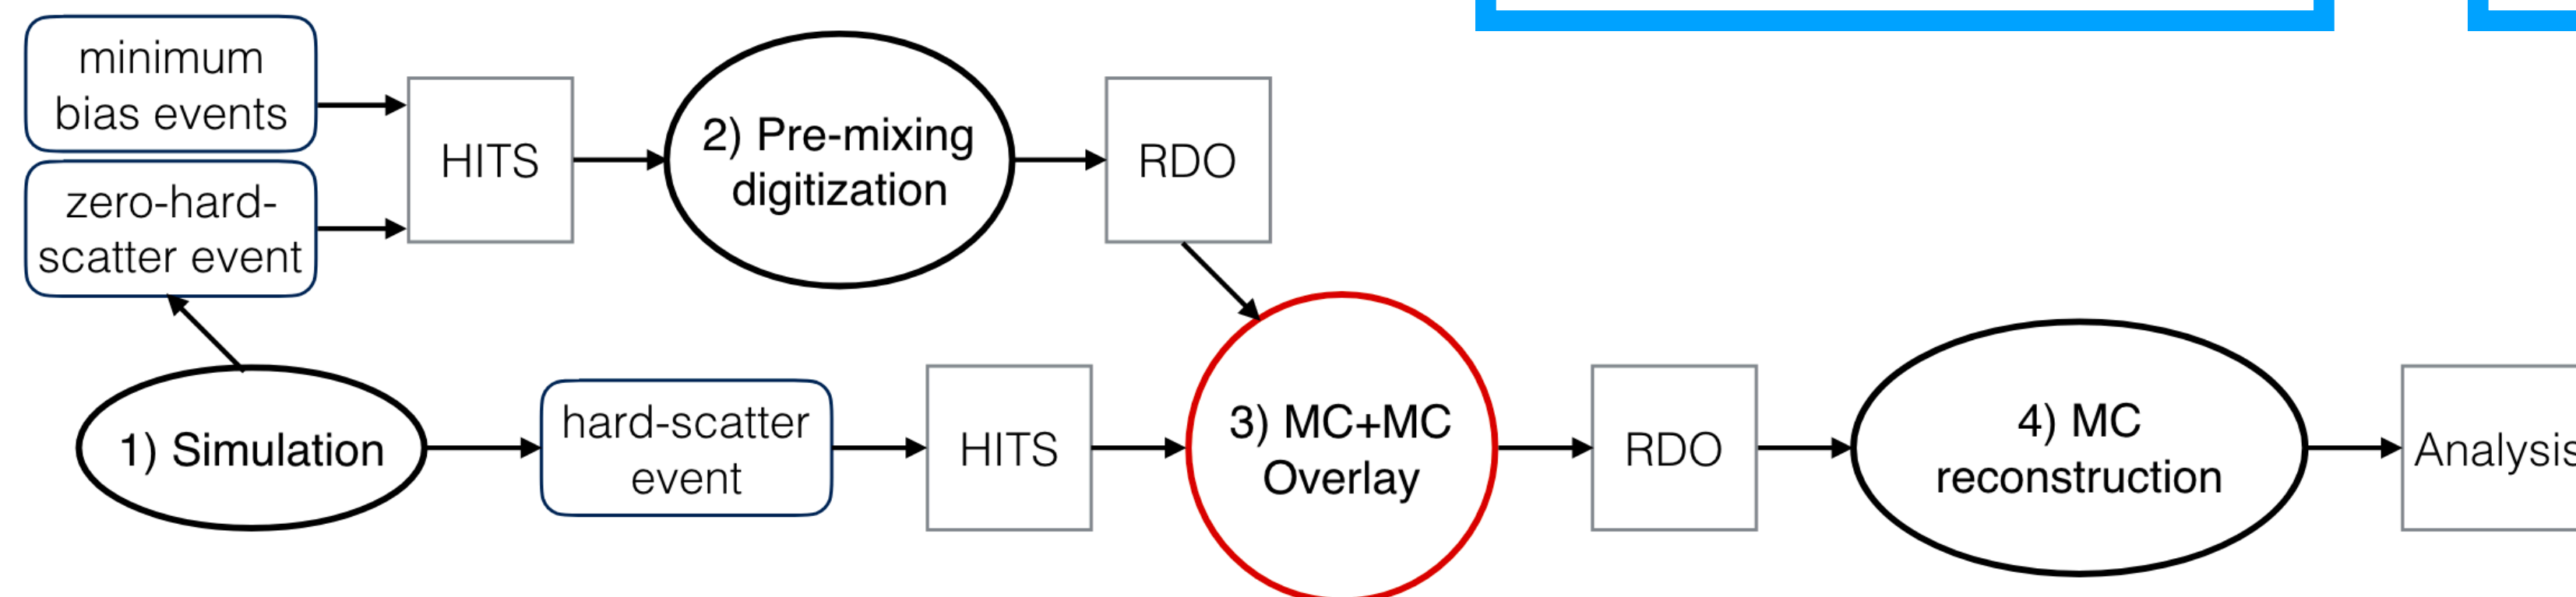 minimum
bias events
zero-hard-
scatter event
HITS
2) Pre-mixing
digitization
RDO
1) Simulation
hard-scatter
event
HITS
3) MC+MC
Overlay
RDO
4) MC
reconstruction
Analysis